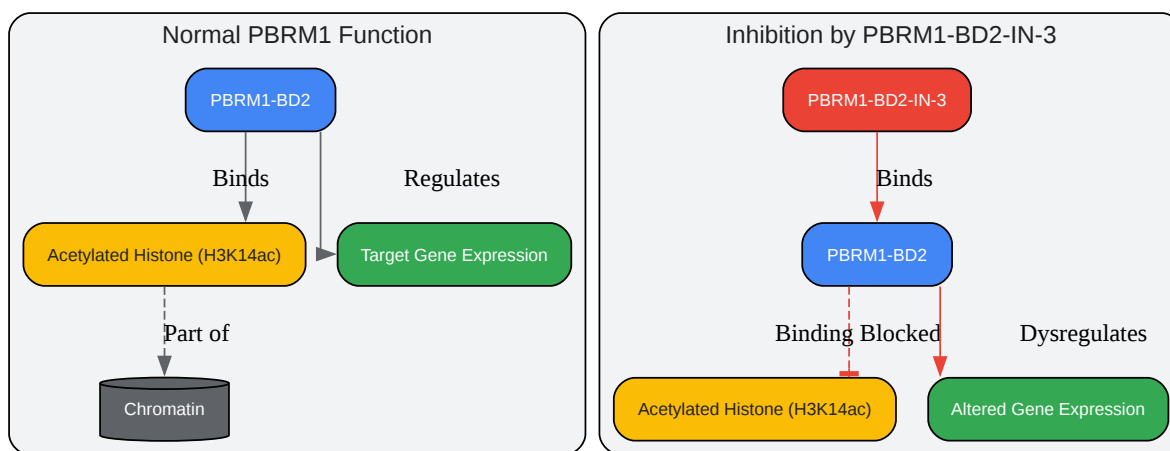 Normal PBRM1 Function
PBRM1-BD2
Binds
Regulates
Acetylated Histone (H3K14ac)
Target Gene Expression
Part of
Chromatin
Inhibition by PBRM1-BD2-IN-3
PBRM1-BD2-IN-3
Binds
PBRM1-BD2
Binding Blocked
Dysregulates
Acetylated Histone (H3K14ac)
Altered Gene Expression